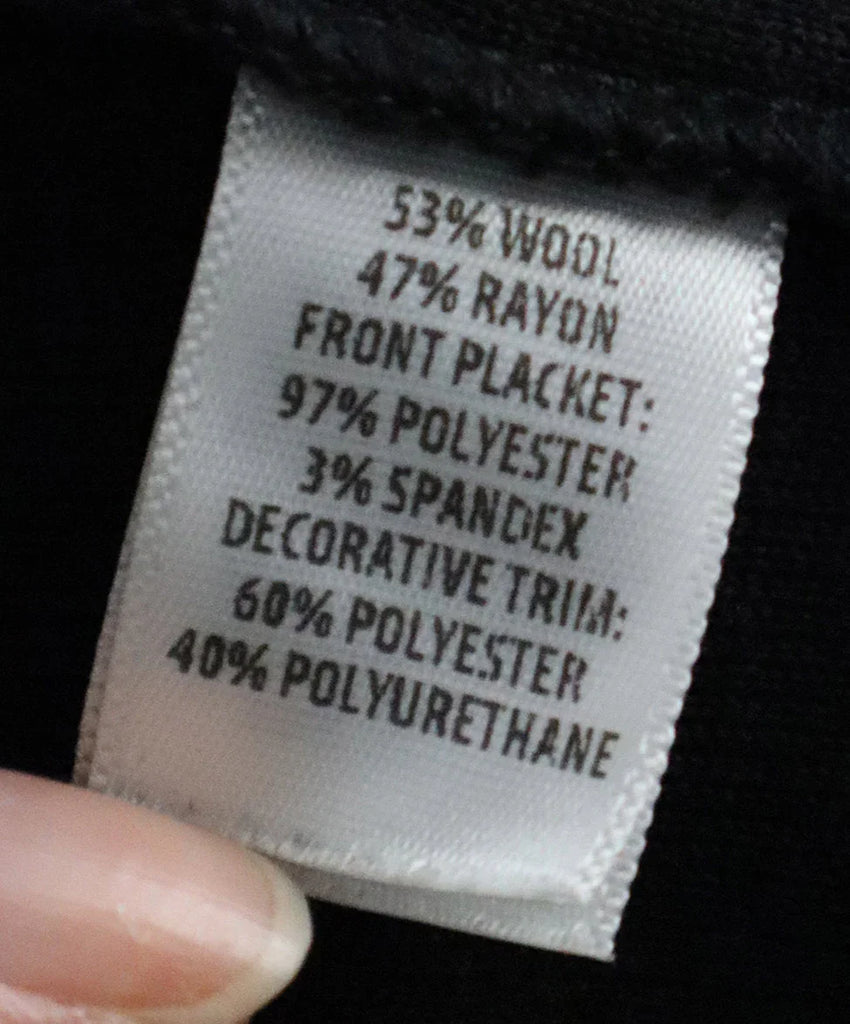 53% WOOL
47% RAYON
FRONT PLACKET:
97% POLYESTER
3% SPANDEX
DECORATIVE TRIM:
60% POLYESTER
40% POLYURETHANE